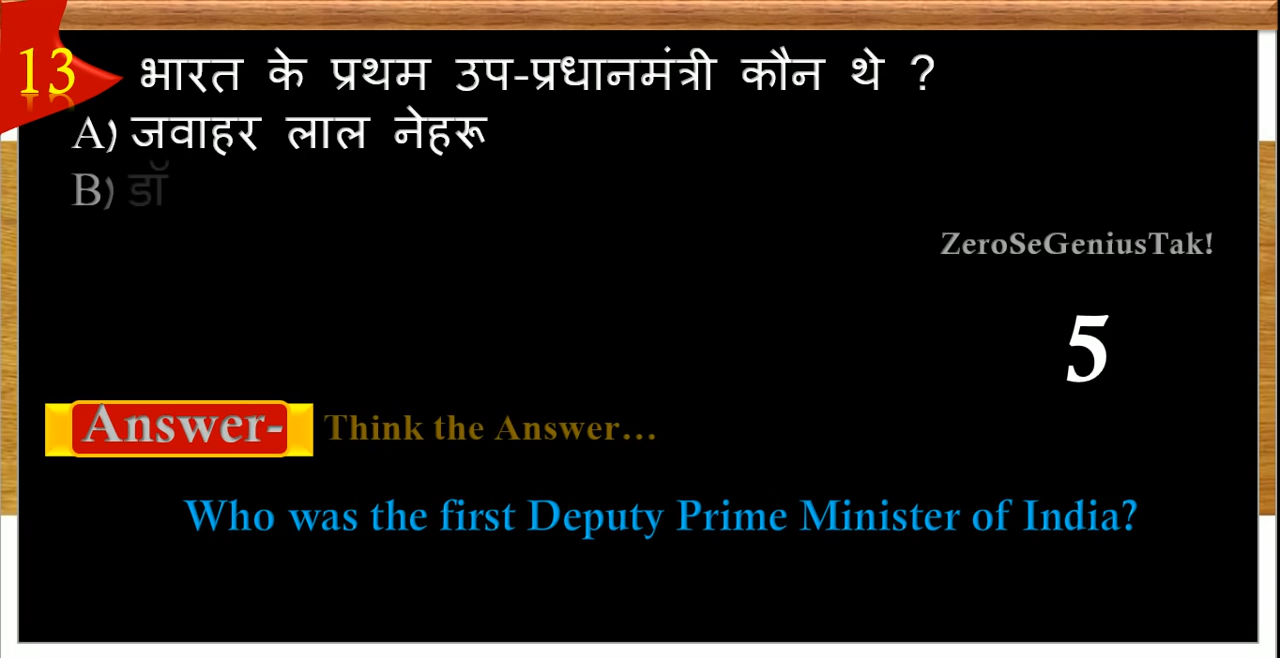 13
भारत के प्रथम उप-प्रधानमंत्री कौन थे ?
A) जवाहर लाल नेहरू
B) डॉ
ZeroSeGeniusTak!
5
Answer- Think the Answer...
Who was the first Deputy Prime Minister of India?